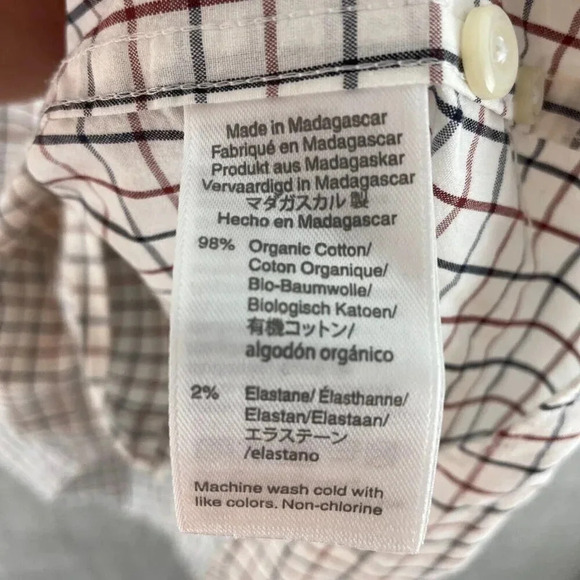 Made in Madagascar
Fabriqué en Madagascar
Produkt aus Madagaskar
Vervaardigd in Madagascar
マダガスカル 製
Hecho en Madagascar
98% Organic Cotton/
Coton Organique/
Bio-Baumwolle/
Biologisch Katoen/
有機コットン/
algodón orgánico
2% Elastane/ Élasthanne/
Elastan/Elastaan/
エラステーン
/elastano
Machine wash cold with
like colors. Non-chlorine